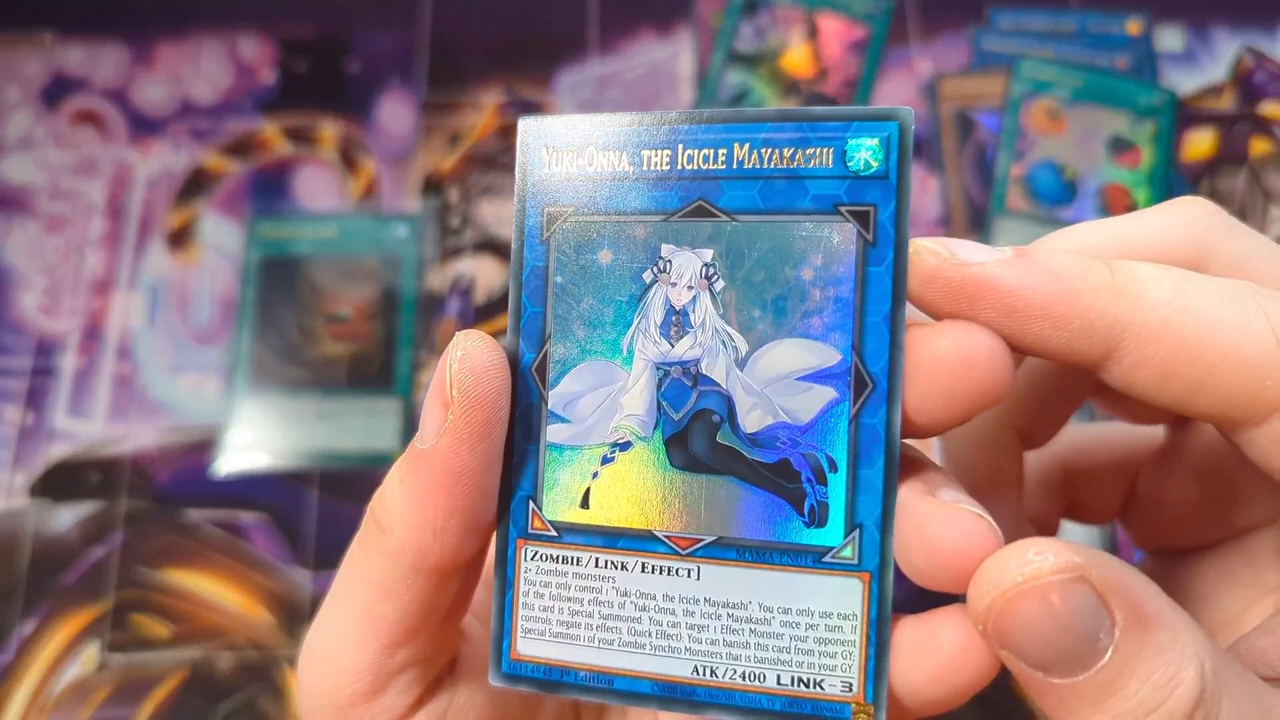 YUKI-ONNA, THE ICICLE MAYAKASHI
MAMA-EN014
[ZOMBIE/LINK/EFFECT]
2+ Zombie monsters
You can only control 1 "Yuki-Onna, the Icicle Mayakashi". You can only use each
of the following effects of "Yuki-Onna, the Icicle Mayakashi" once per turn. If
this card is Special Summoned: You can target 1 Effect Monster your opponent
controls; negate its effects. (Quick Effect): You can banish this card from your GY;
Special Summon 1 of your Zombie Synchro Monsters that is banished or in your GY.
ATK/2400 LINK-3
36114945 1st Edition
©2020 Studio Dice/SHUEISHA, TV TOKYO, KONAMI